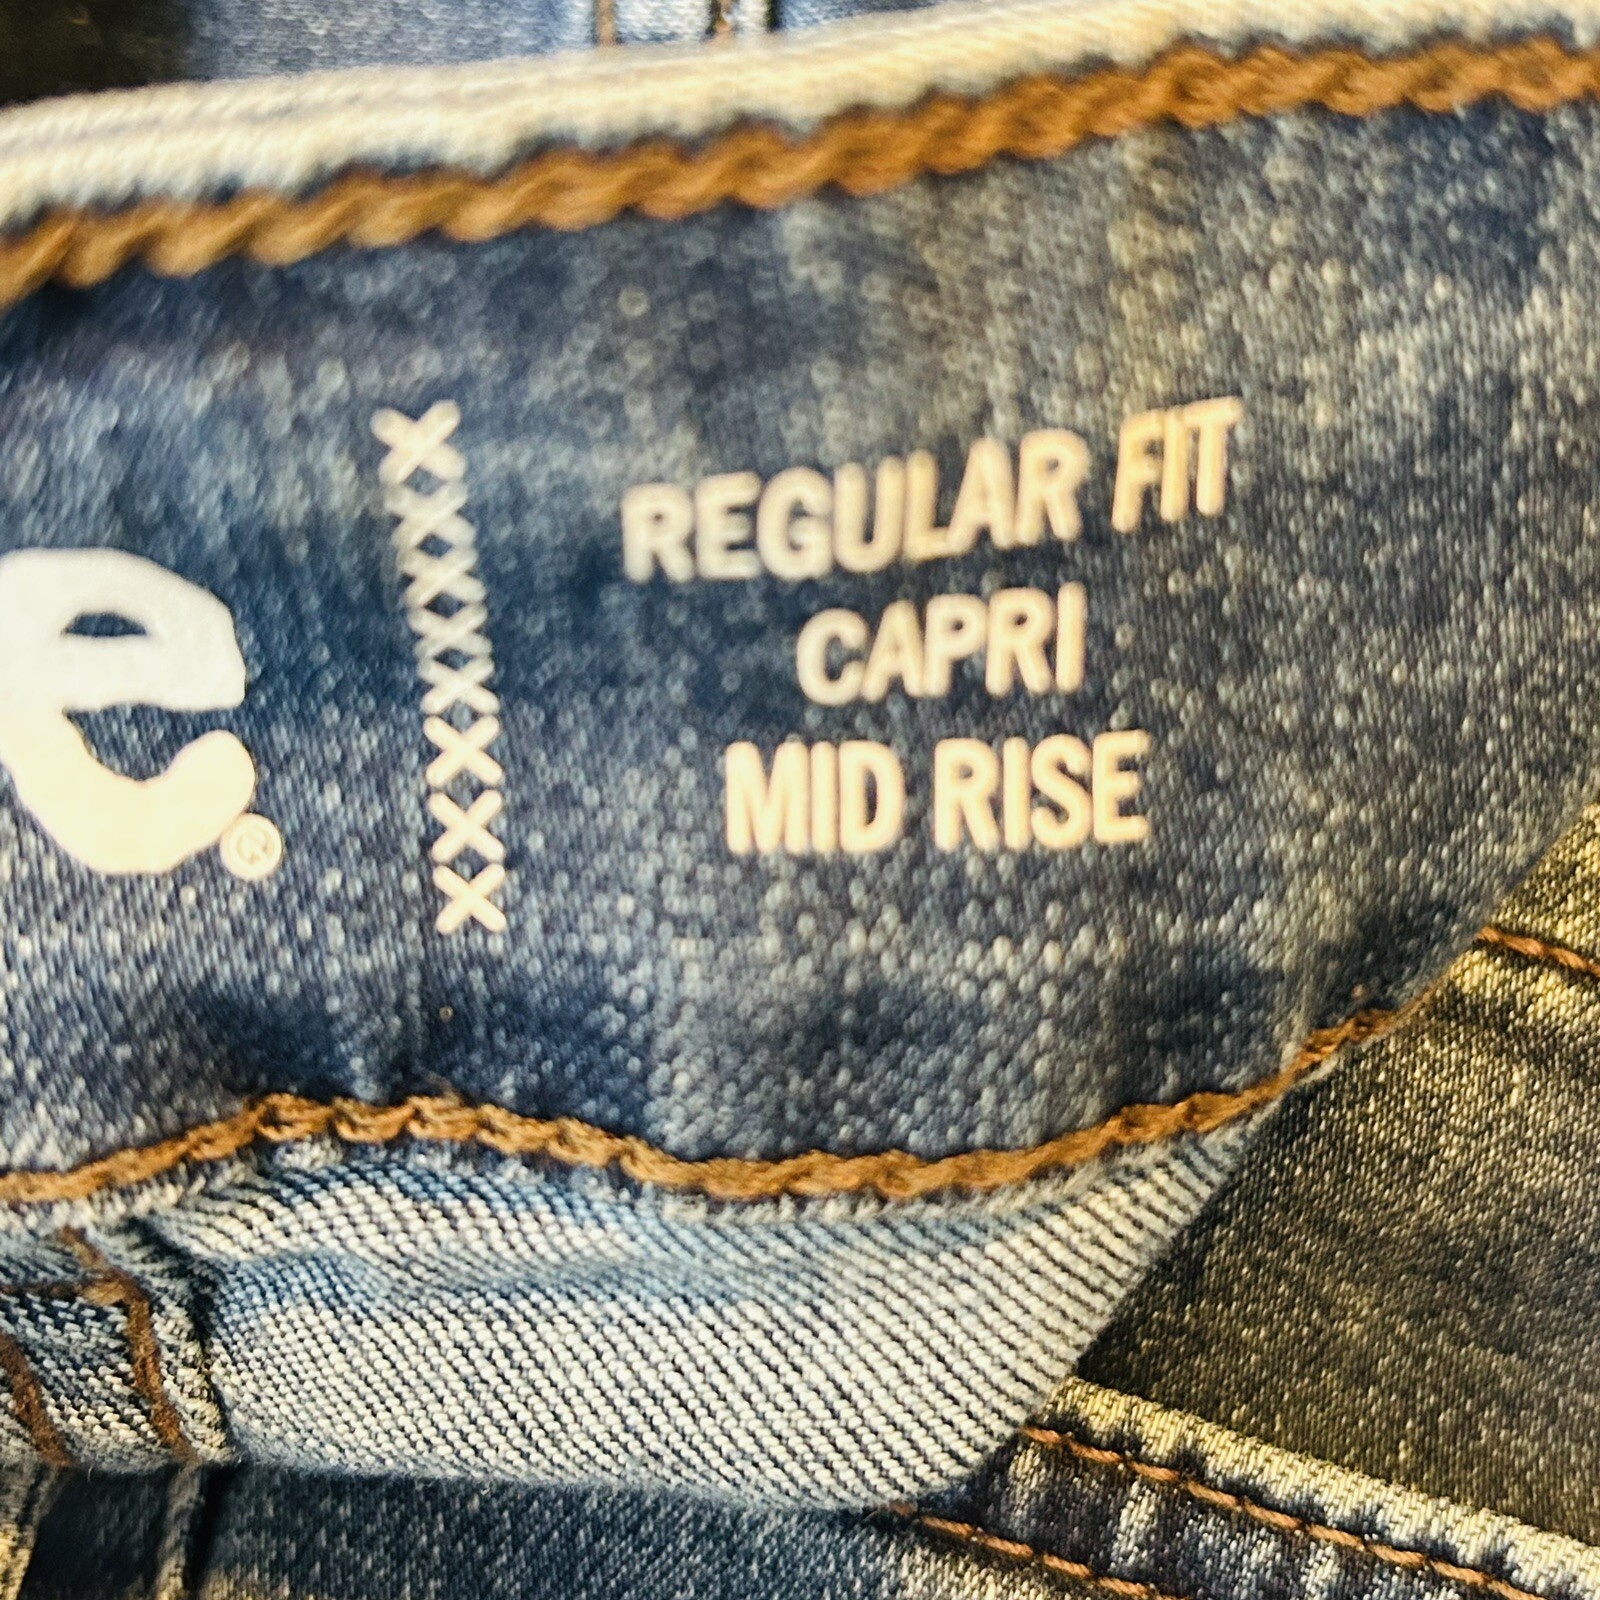 e®
REGULAR FIT
CAPRI
MID RISE